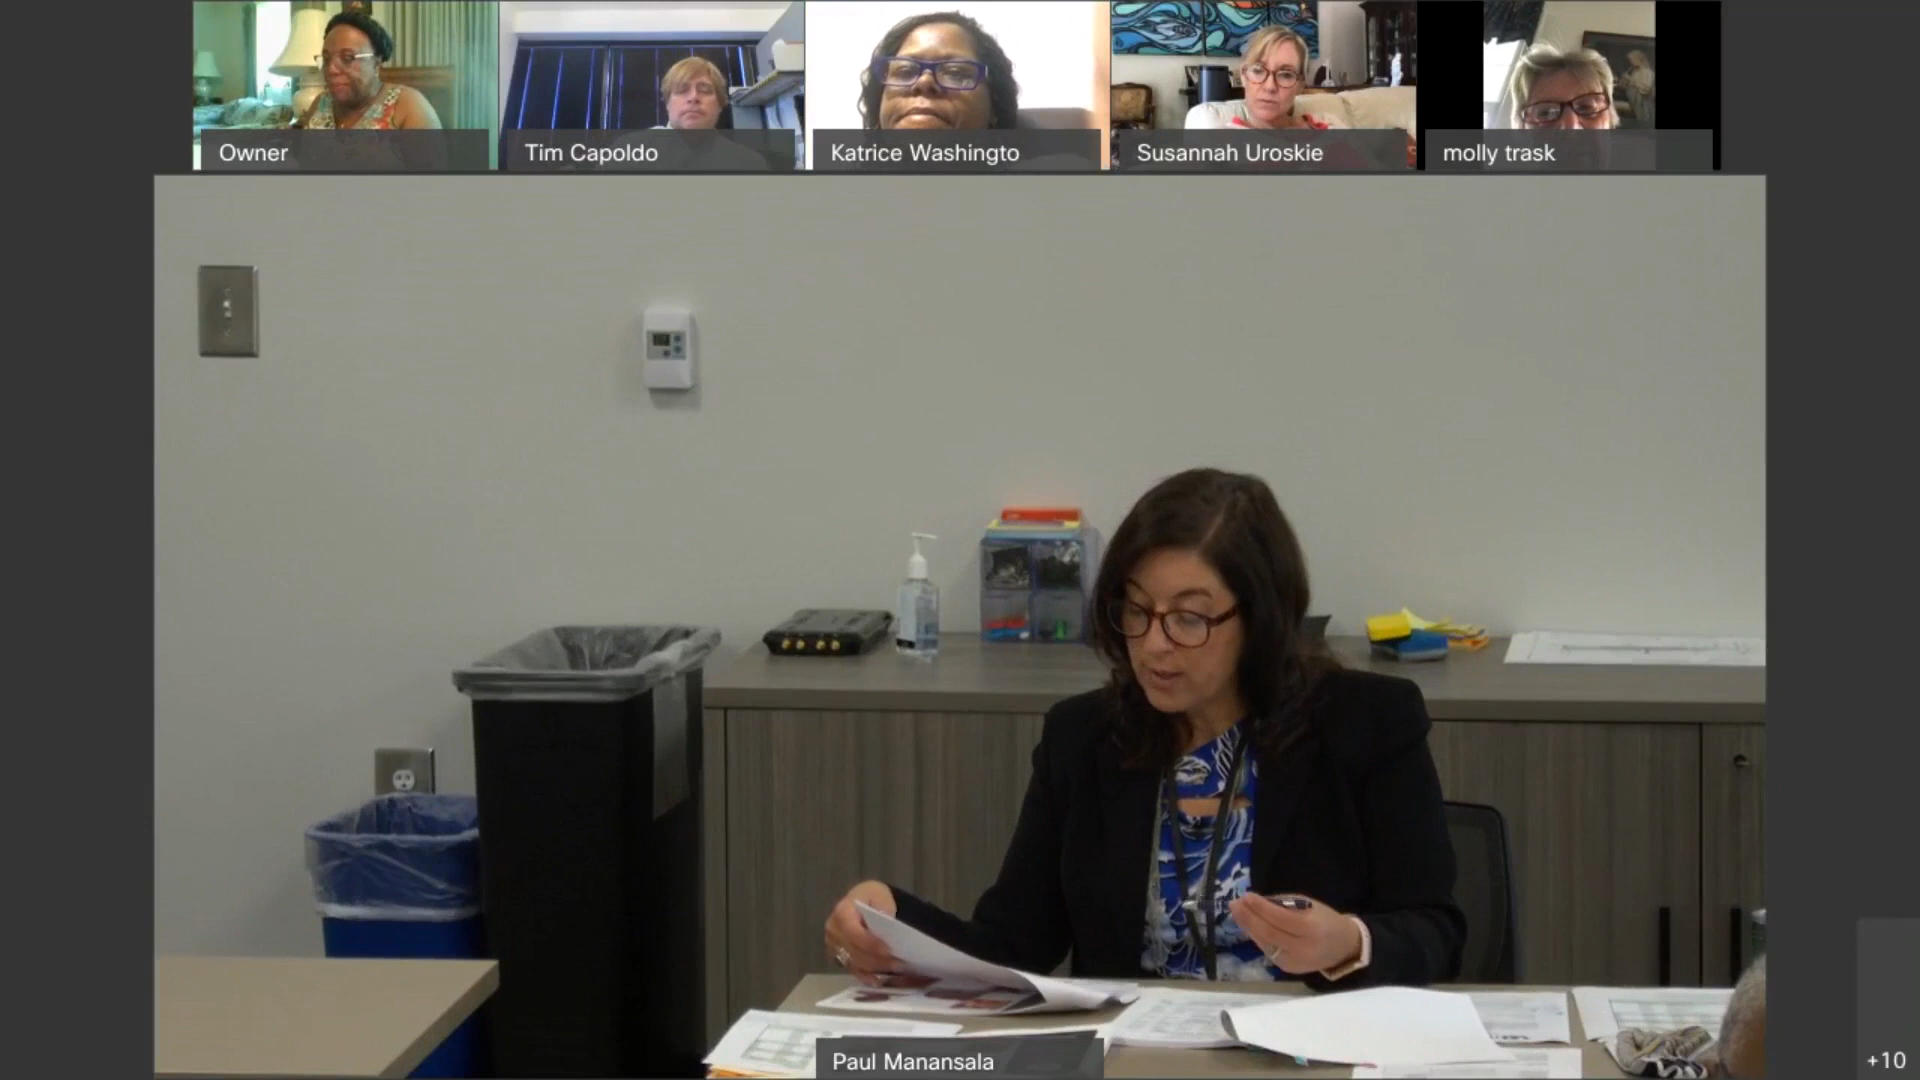 Owner
Tim Capoldo
Katrice Washingto
Susannah Uroskie
molly trask
Paul Manansala
+10